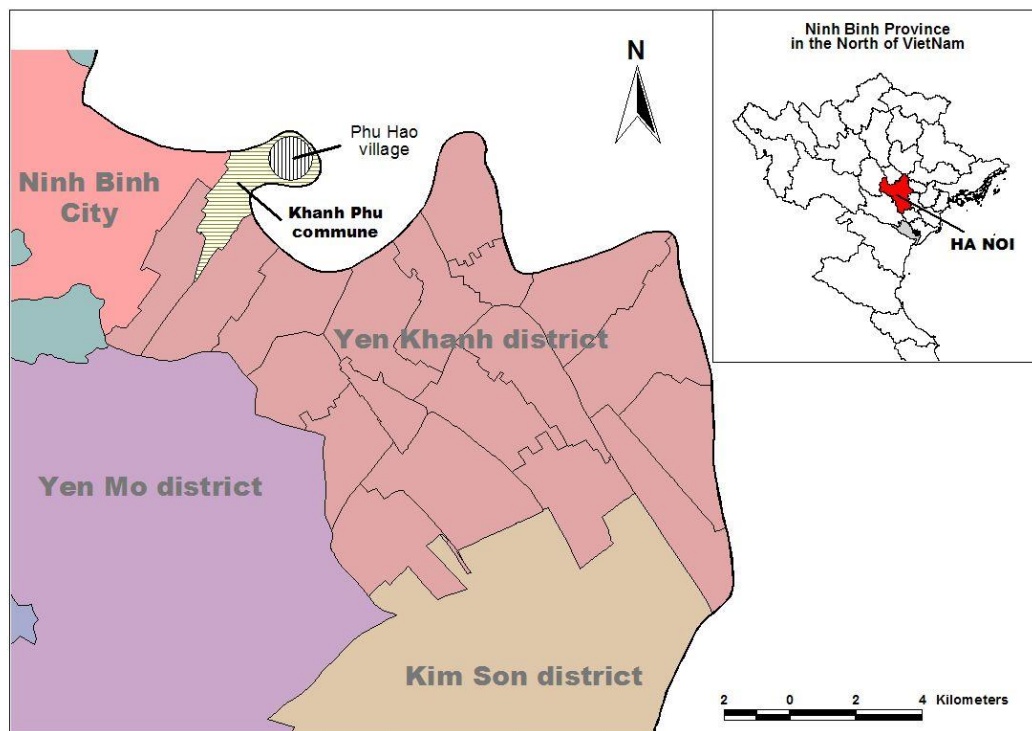 Ninh Binh Province
in the North of VietNam
N
Phu Hao
village
Ninh Binh
City
Khanh Phu
commune
HA NOI
Yen Khanh district
Yen Mo district
Kim Son district
2 0 2 4 Kilometers